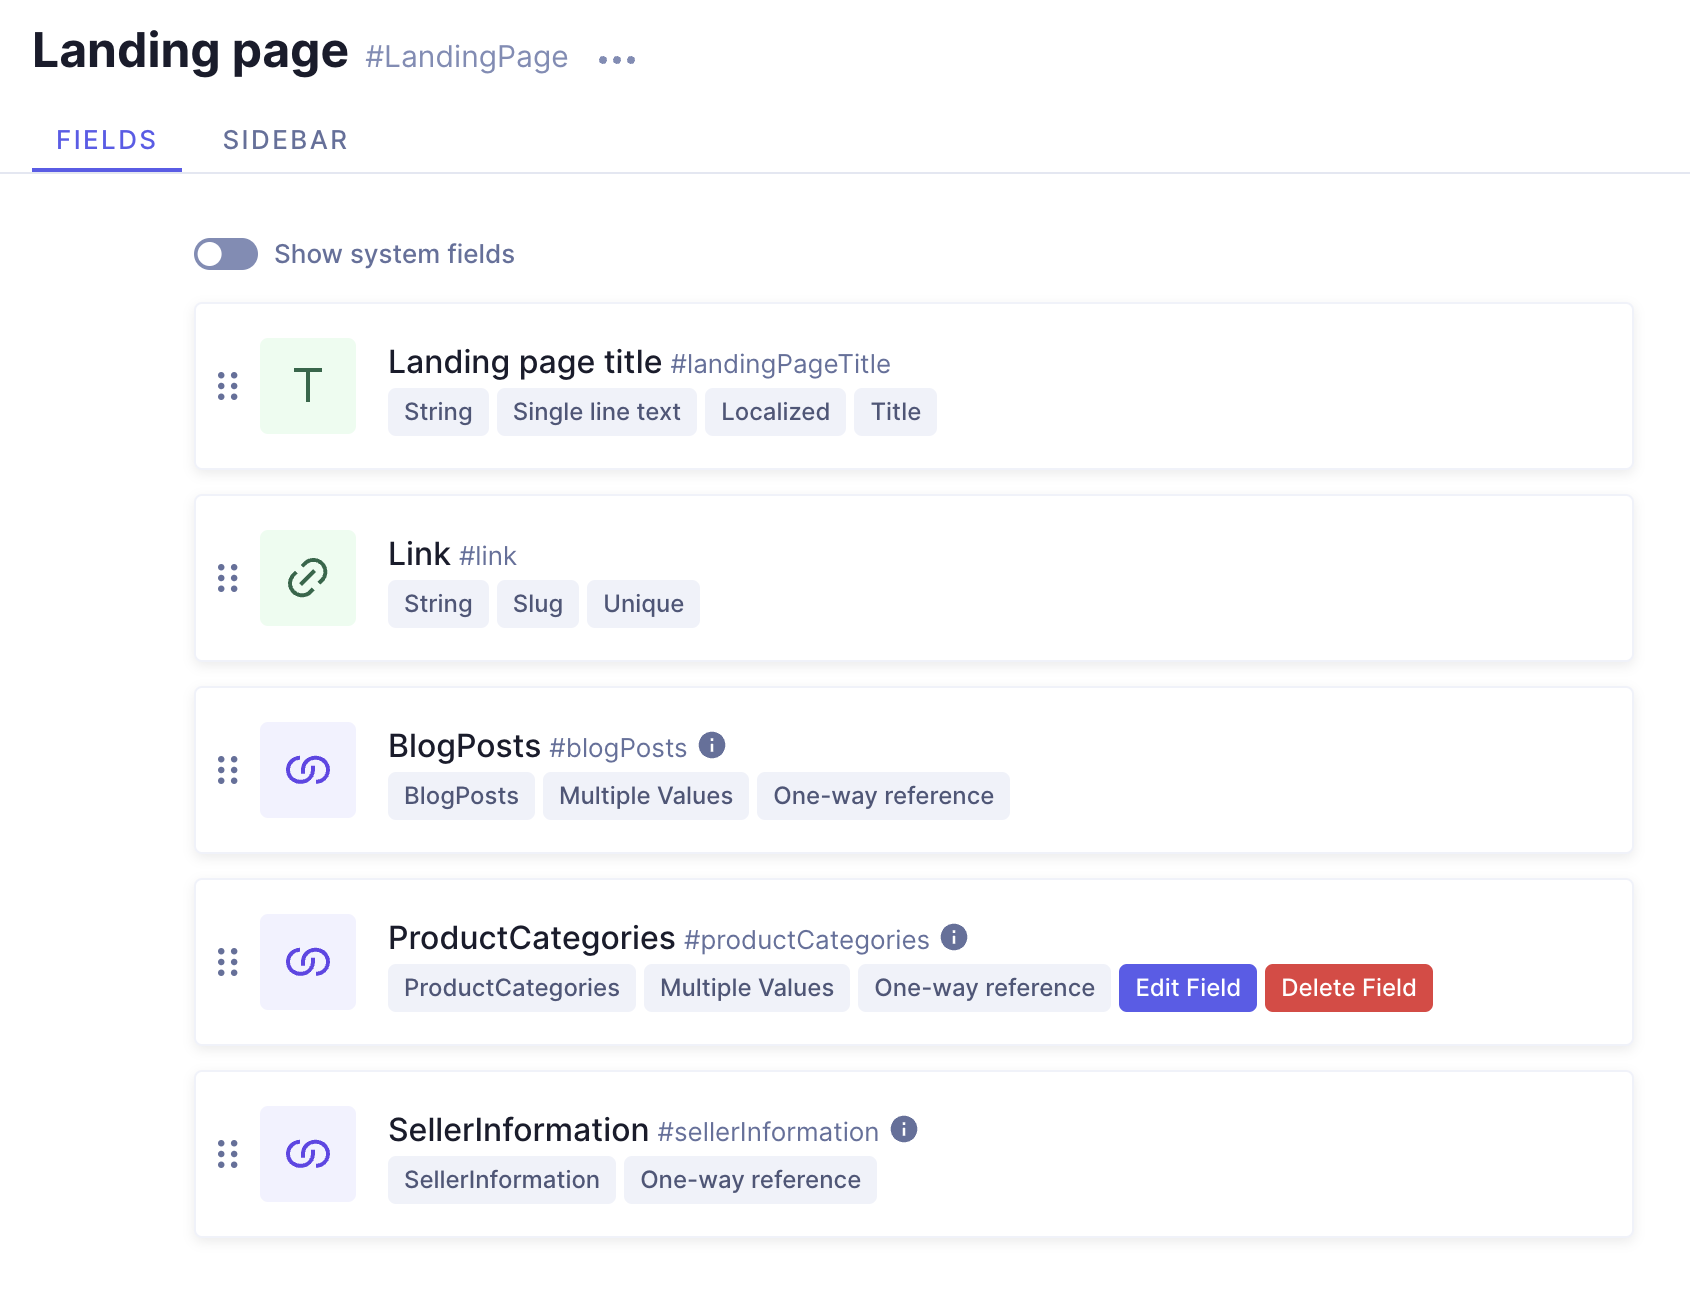 Landing page #LandingPage
FIELDS SIDEBAR
Show system fields
T
Landing page title #landingPageTitle
String Single line text Localized Title
Link #link
String Slug Unique
BlogPosts #blogPosts
BlogPosts Multiple Values One-way reference
ProductCategories #productCategories
ProductCategories Multiple Values One-way reference Edit Field Delete Field
SellerInformation #sellerInformation
SellerInformation One-way reference